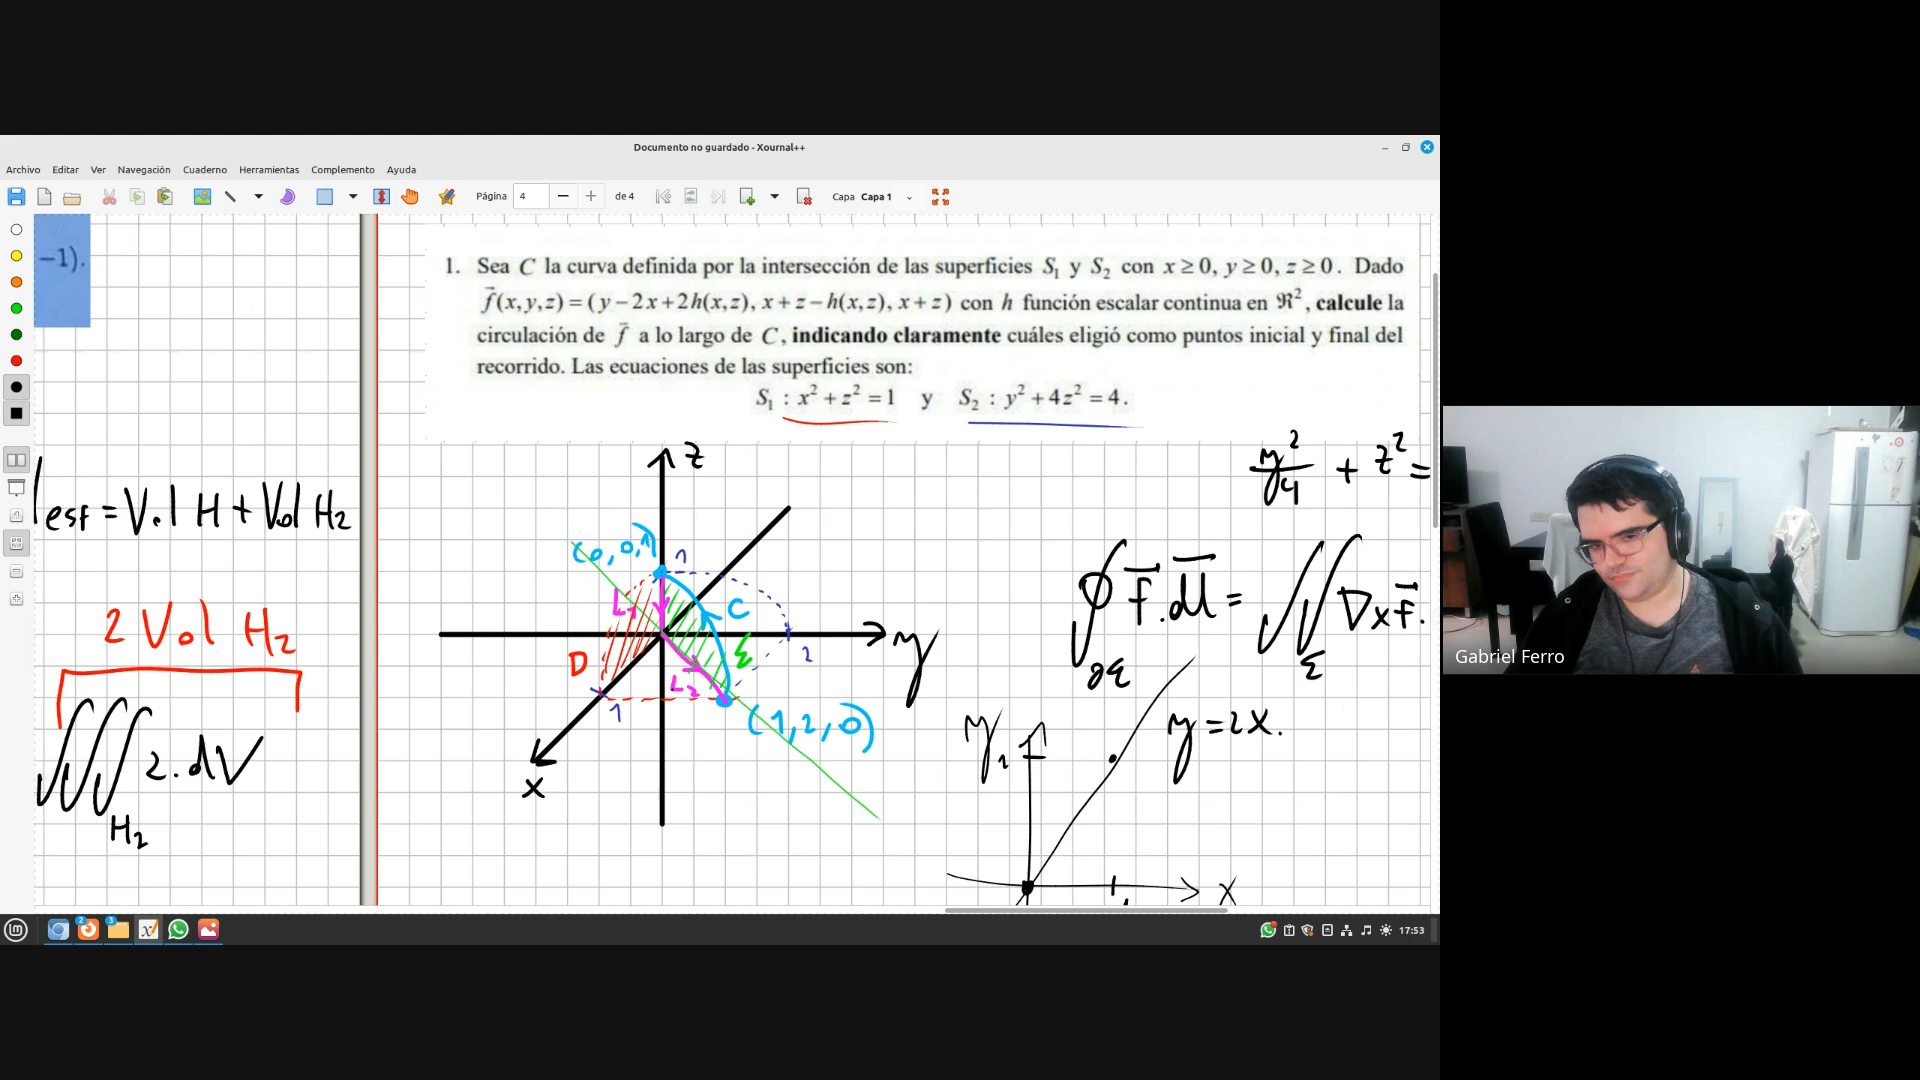 Documento no guardado - Xournal++
Archivo Editar Ver Navegación Cuaderno Herramientas Complemento Ayuda
Página 4 de 4 Capa Capa 1
−1).
1. Sea C la curva definida por la intersección de las superficies S₁ y S₂ con x ≥ 0, y ≥ 0, z ≥ 0. Dado
f̄(x,y,z) = (y − 2x + 2h(x,z), x + z − h(x,z), x + z) con h función escalar continua en ℜ², calcule la
circulación de f̄ a lo largo de C, indicando claramente cuáles eligió como puntos inicial y final del
recorrido. Las ecuaciones de las superficies son:
S₁ : x² + z² = 1 y S₂ : y² + 4z² = 4.
esf = Vol H + Vol H₂
2 Vol H₂
∭ 2. dV
H₂
z
(0,0,1)
1
L₁
C
y
D
Σ
2
L₂
1
(1,2,0)
x
y²/4 + z² =
∮ F̄. dl = ∬ ∇xF̄.
∂Σ Σ
y
2
y = 2x.
x
Gabriel Ferro
2 3
17:53